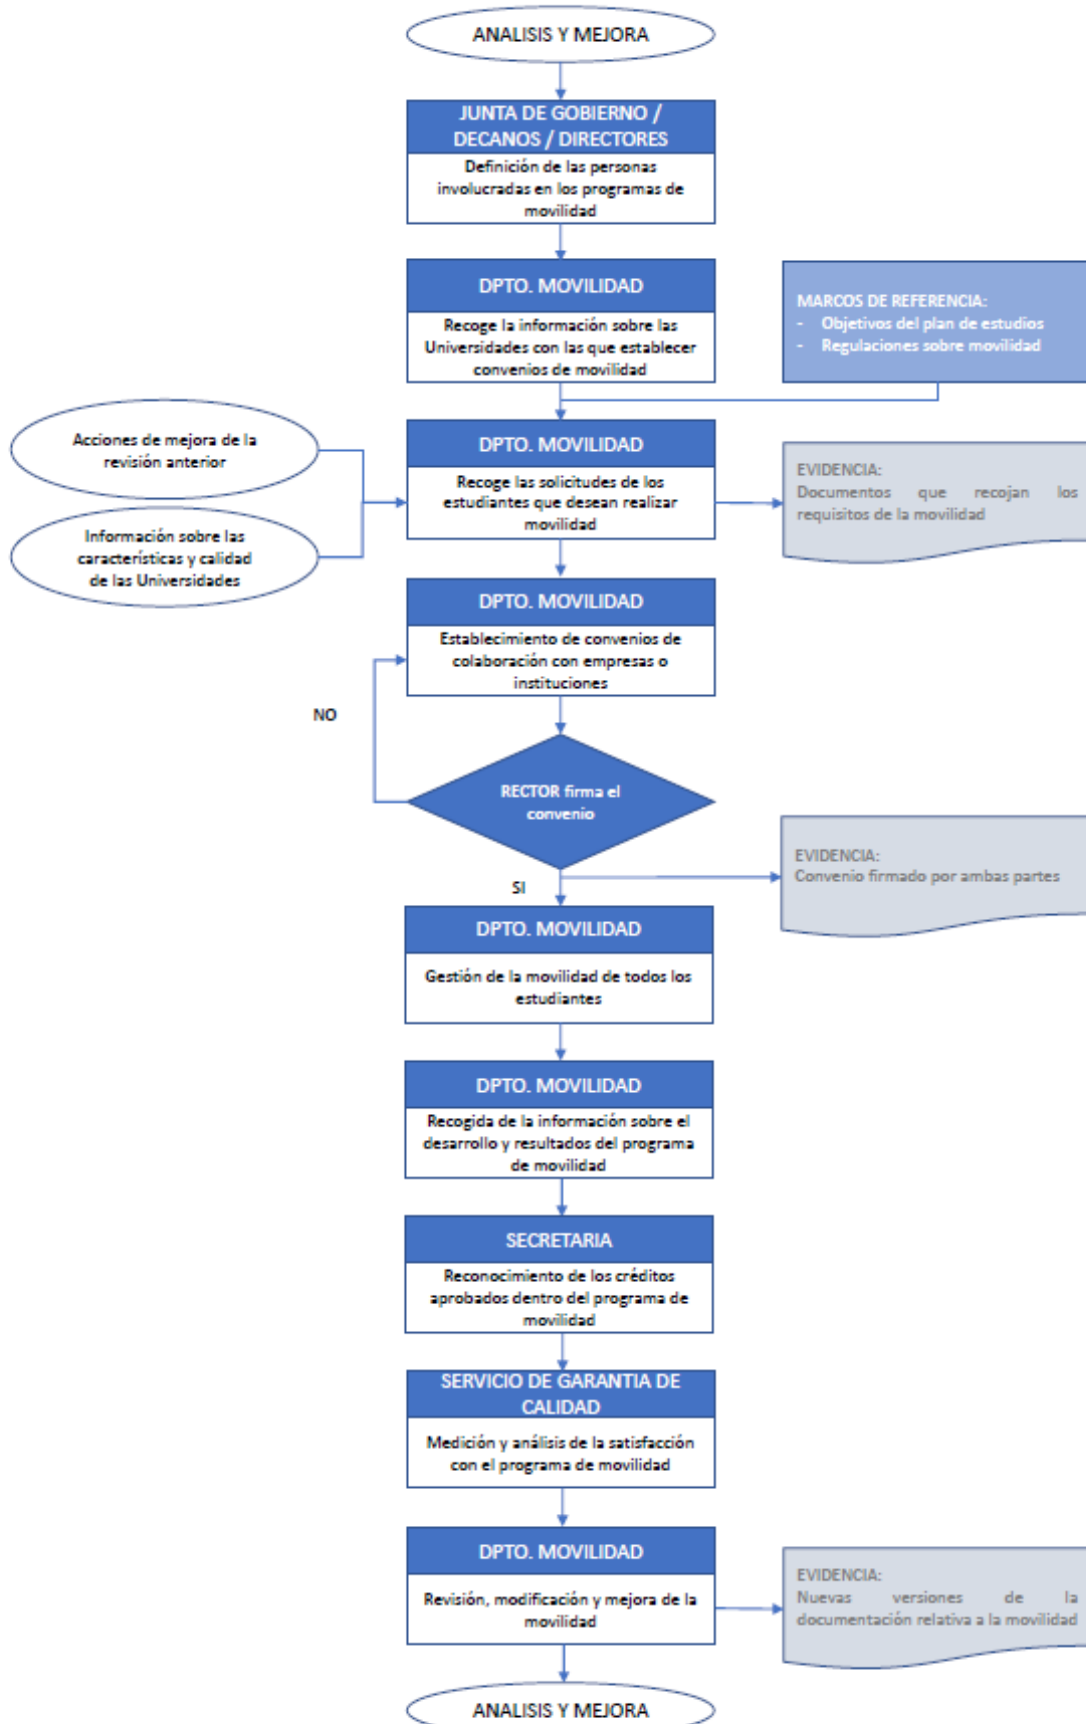 ANALISIS Y MEJORA
JUNTA DE GOBIERNO /
DECANOS / DIRECTORES
Definición de las personas
involucradas en los programas de
movilidad
DPTO. MOVILIDAD
Recoge la información sobre las
Universidades con las que establecer
convenios de movilidad
MARCOS DE REFERENCIA:
- Objetivos del plan de estudios
- Regulaciones sobre movilidad
Acciones de mejora de la
revisión anterior
Información sobre las
características y calidad
de las Universidades
DPTO. MOVILIDAD
Recoge las solicitudes de los
estudiantes que desean realizar
movilidad
EVIDENCIA:
Documentos que recojan los
requisitos de la movilidad
DPTO. MOVILIDAD
Establecimiento de convenios de
colaboración con empresas o
instituciones
NO
RECTOR firma el
convenio
SI
EVIDENCIA:
Convenio firmado por ambas partes
DPTO. MOVILIDAD
Gestión de la movilidad de todos los
estudiantes
DPTO. MOVILIDAD
Recogida de la información sobre el
desarrollo y resultados del programa
de movilidad
SECRETARIA
Reconocimiento de los créditos
aprobados dentro del programa de
movilidad
SERVICIO DE GARANTIA DE
CALIDAD
Medición y análisis de la satisfacción
con el programa de movilidad
DPTO. MOVILIDAD
Revisión, modificación y mejora de la
movilidad
EVIDENCIA:
Nuevas versiones de la
documentación relativa a la movilidad
ANALISIS Y MEJORA